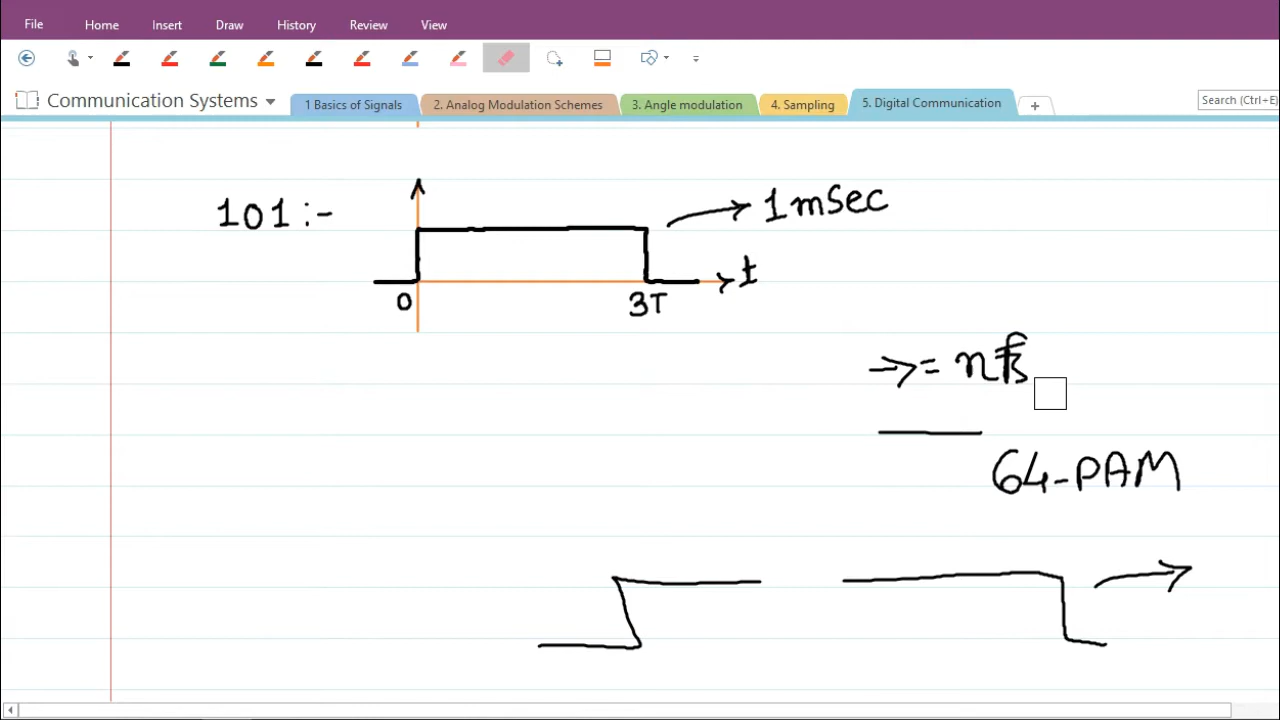 File Home Insert Draw History Review View
Communication Systems 1 Basics of Signals 2. Analog Modulation Schemes 3. Angle modulation 4. Sampling 5. Digital Communication + Search (Ctrl+E)
101 :- 1mSec
t
0 3T
= nfs
64-PAM